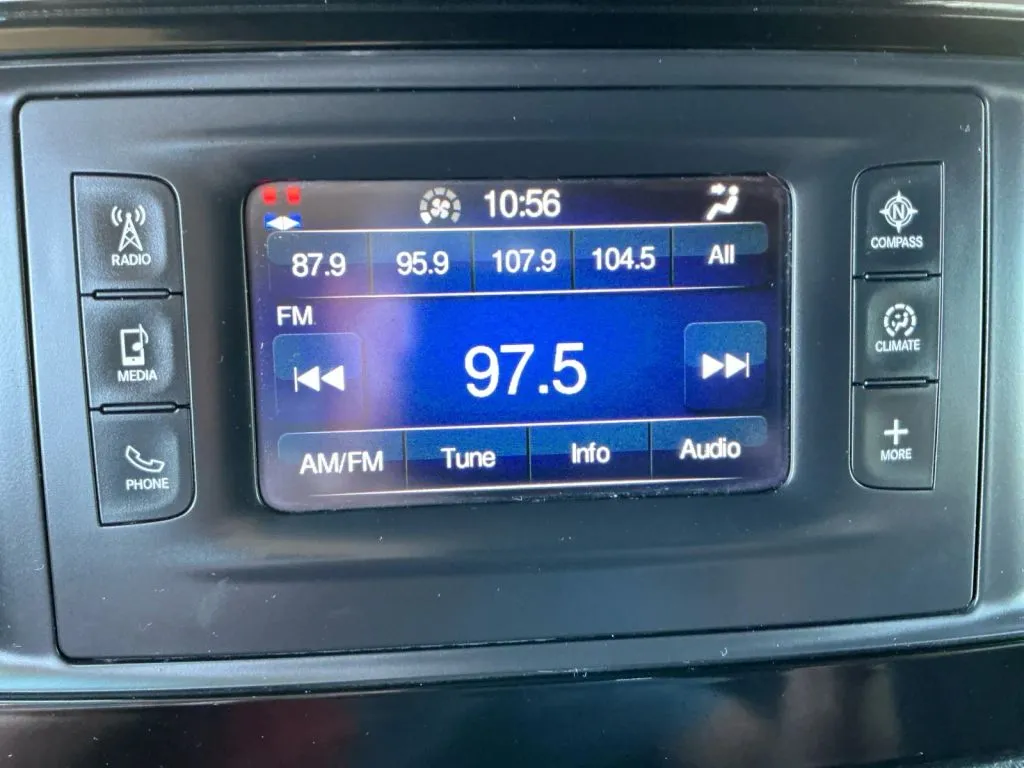 10:56
87.9 95.9 107.9 104.5 All
FM
97.5
AM/FM Tune Info Audio
RADIO
MEDIA
PHONE
N
COMPASS
CLIMATE
MORE